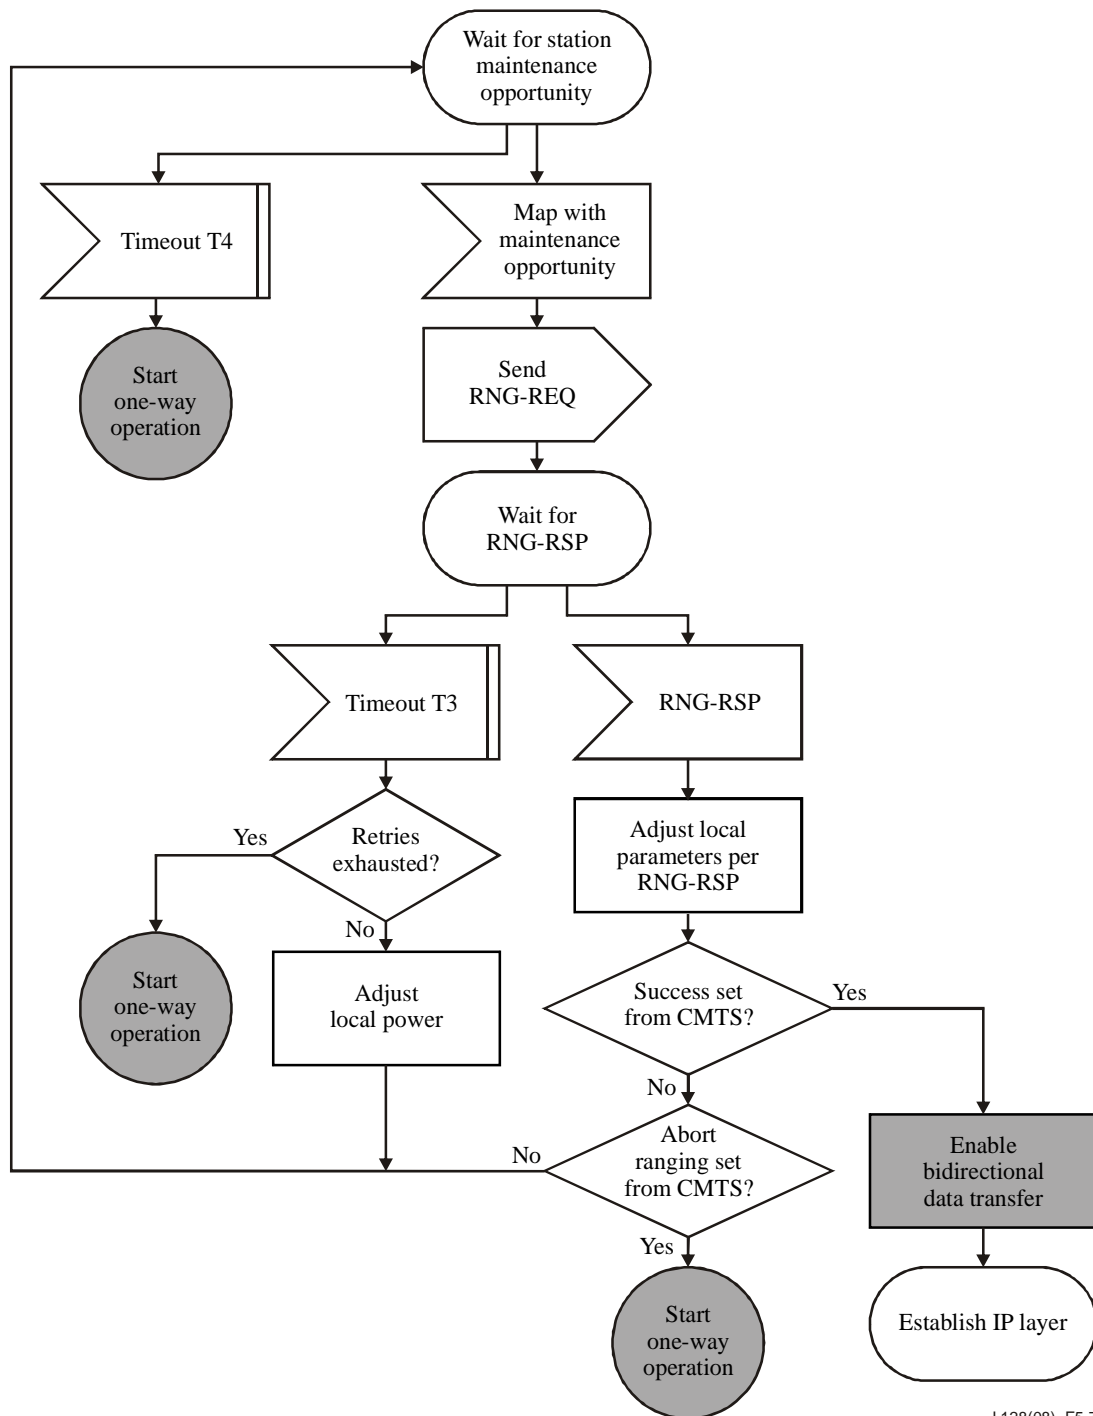 Wait for station
maintenance
opportunity
Timeout T4
Map with
maintenance
opportunity
Start
one-way
operation
Send
RNG-REQ
Wait for
RNG-RSP
Timeout T3
RNG-RSP
Yes
Retries
exhausted?
Adjust local
parameters per
RNG-RSP
No
Start
one-way
operation
Adjust
local power
Success set
from CMTS?
Yes
No
No
Abort
ranging set
from CMTS?
Enable
bidirectional
data transfer
Yes
Start
one-way
operation
Establish IP layer